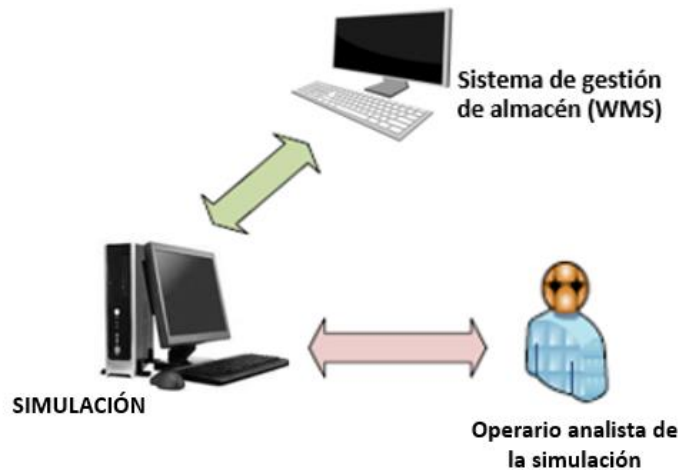 Sistema de gestión
de almacén (WMS)
SIMULACIÓN
Operario analista de
la simulación